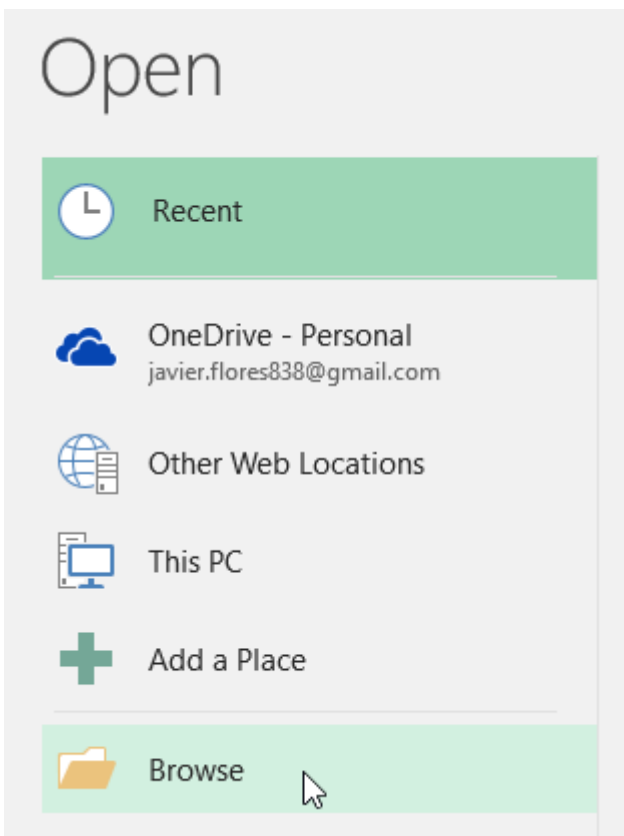 Open
Recent
OneDrive - Personal
javier.flores838@gmail.com
Other Web Locations
This PC
Add a Place
Browse